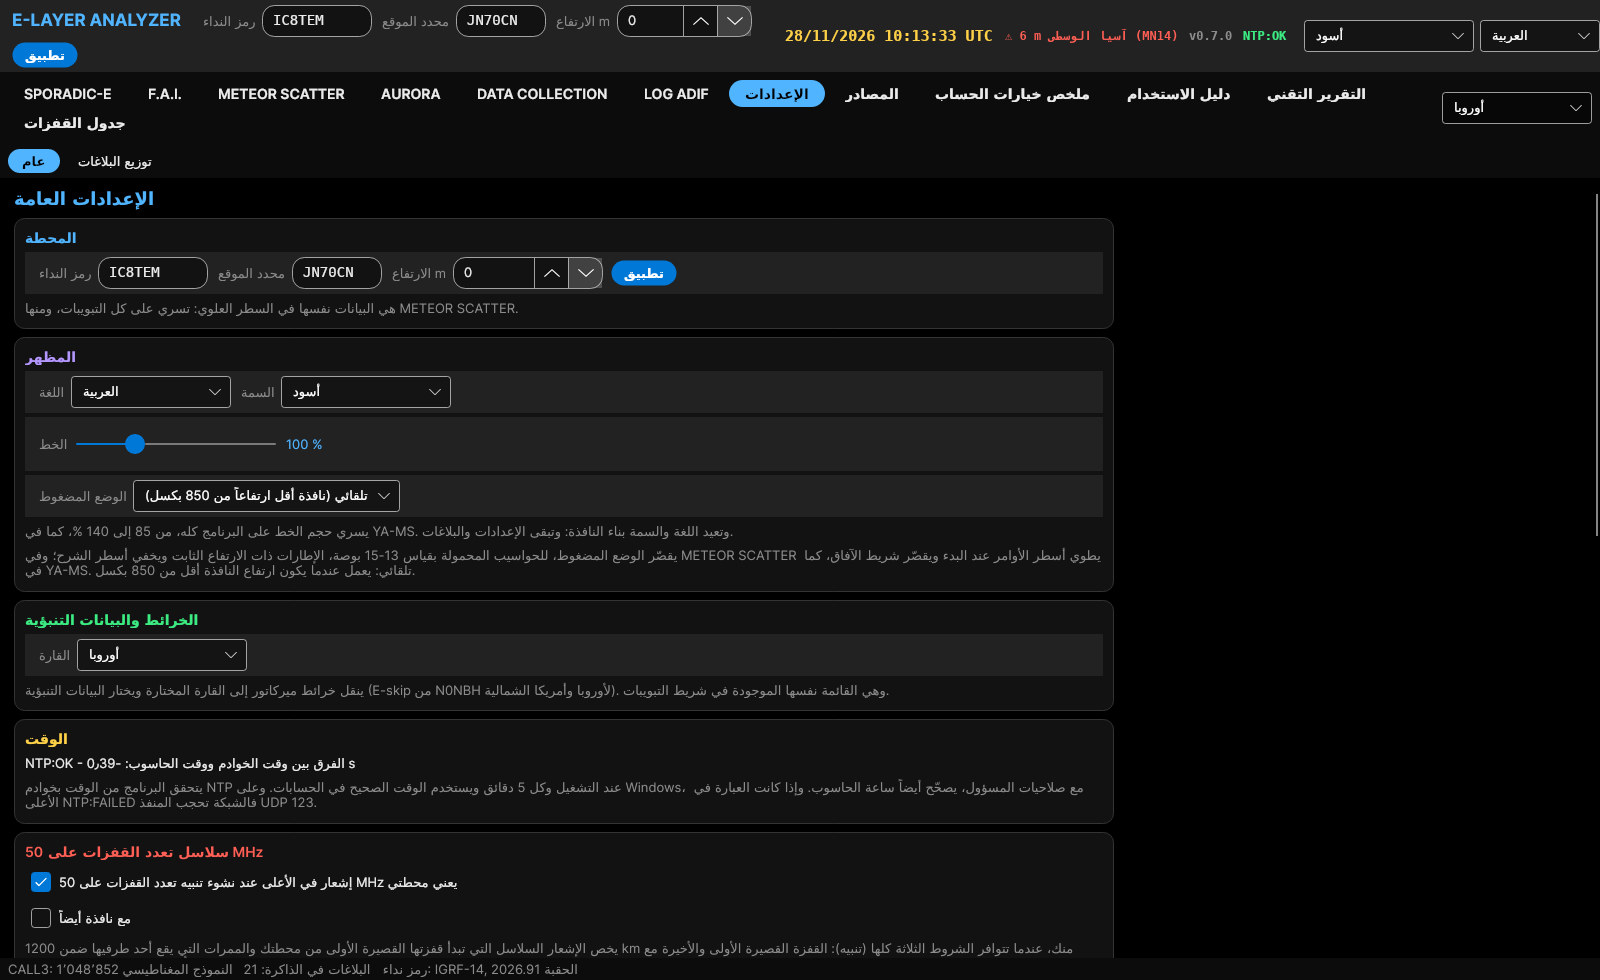 E-LAYER ANALYZER رمز النداء IC8TEM محدد الموقع JN70CN الارتفاع m 0
تطبيق
28/11/2026 10:13:33 UTC ⚠ 6 m آسيا الوسطى (MN14) v0.7.0 NTP:OK أسود العربية
SPORADIC-E F.A.I. METEOR SCATTER AURORA DATA COLLECTION LOG ADIF الإعدادات المصادر ملخص خيارات الحساب دليل الاستخدام التقرير التقني
جدول القفزات
أوروبا
عام توزيع البلاغات
الإعدادات العامة
المحطة
رمز النداء IC8TEM محدد الموقع JN70CN الارتفاع m 0 تطبيق
هي البيانات نفسها في السطر العلوي: تسري على كل التبويبات، ومنها METEOR SCATTER.
المظهر
اللغة العربية السمة أسود
الخط 100 %
الوضع المضغوط تلقائي (نافذة أقل ارتفاعاً من 850 بكسل)
يسري حجم الخط على البرنامج كله، من 85 إلى 140 %، كما في YA-MS. وتعيد اللغة والسمة بناء النافذة: وتبقى الإعدادات والبلاغات.
يقصّر الوضع المضغوط، للحواسيب المحمولة بقياس 13-15 بوصة، الإطارات ذات الارتفاع الثابت ويخفي أسطر الشرح؛ وفي METEOR SCATTER يطوي أسطر الأوامر عند البدء ويقصّر شريط الآفاق، كما
في YA-MS. تلقائي: يعمل عندما يكون ارتفاع النافذة أقل من 850 بكسل.
الخرائط والبيانات التنبؤية
القارة أوروبا
ينقل خرائط ميركاتور إلى القارة المختارة ويختار البيانات التنبؤية (E-skip من N0NBH لأوروبا وأمريكا الشمالية). وهي القائمة نفسها الموجودة في شريط التبويبات.
الوقت
NTP:OK - الفرق بين وقت الخوادم ووقت الحاسوب: -0٫39 s
يتحقق البرنامج من الوقت بخوادم NTP عند التشغيل وكل 5 دقائق ويستخدم الوقت الصحيح في الحسابات. وعلى Windows، مع صلاحيات المسؤول، يصحّح أيضاً ساعة الحاسوب. وإذا كانت العبارة في
الأعلى NTP:FAILED فالشبكة تحجب المنفذ UDP 123.
سلاسل تعدد القفزات على 50 MHz
إشعار في الأعلى عند نشوء تنبيه تعدد القفزات على 50 MHz يعني محطتي
مع نافذة أيضاً
يخص الإشعار السلاسل التي تبدأ قفزتها القصيرة الأولى من محطتك والممرات التي يقع أحد طرفيها ضمن 1200 km منك، عندما تتوافر الشروط الثلاثة كلها (تنبيه): القفزة القصيرة الأولى والأخيرة مع
CALL3: 1٬048٬852 رمز نداء البلاغات في الذاكرة: 21 النموذج المغناطيسي: IGRF-14, الحقبة 2026.91